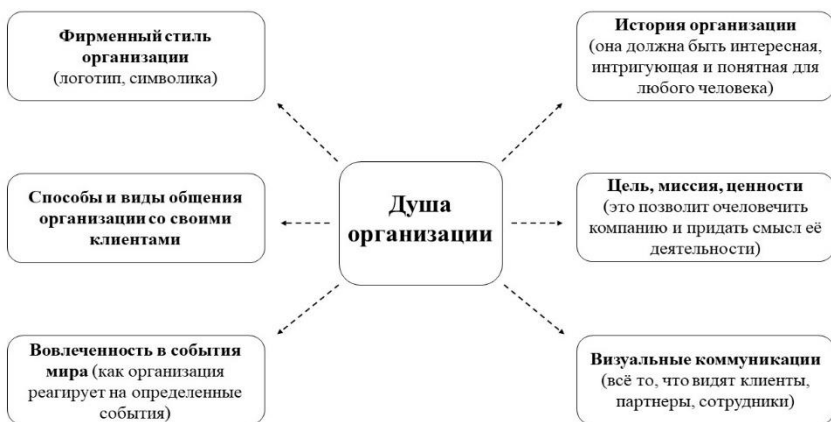 Фирменный стиль
организации
(логотип, символика)
История организации
(она должна быть интересная,
интригующая и понятная для
любого человека)
Способы и виды общения
организации со своими
клиентами
Душа
организации
Цель, миссия, ценности
(это позволит очеловечить
компанию и придать смысл её
деятельности)
Вовлеченность в события
мира (как организация
реагирует на определенные
события)
Визуальные коммуникации
(всё то, что видят клиенты,
партнеры, сотрудники)